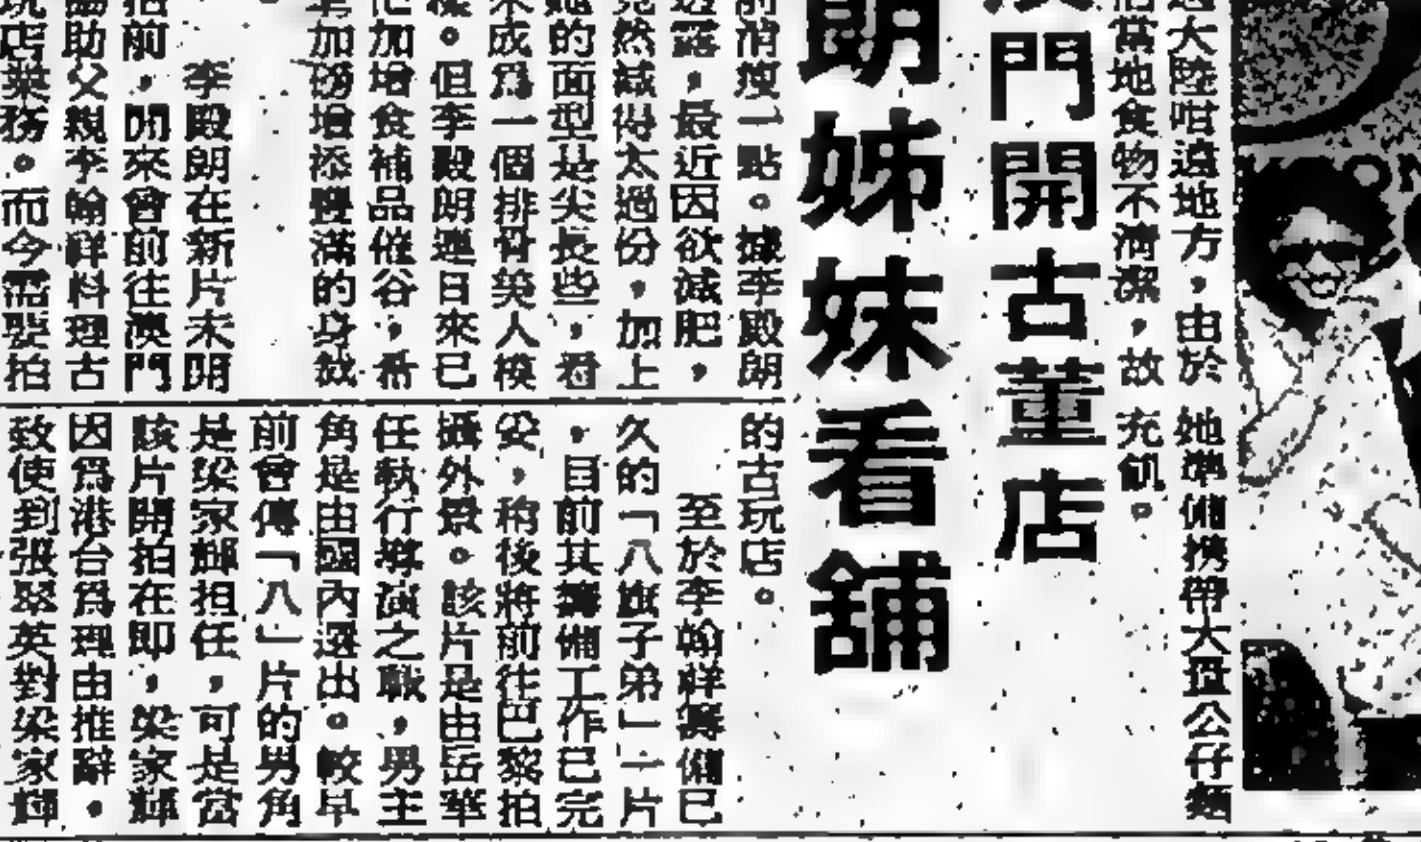 過大陸咁遠地方，由於
當地食物不清潔，故
她準備携帶大量公仔麵
充飢。
澳門開古董店
朗姊妹看舖
前消瘦一點。據李殿朗
透露，最近因欲減肥，
竟然減得太過份，加上
她的面型是尖長些，看
來成爲一個排骨美人模
樣。但李殿朗連日來已
他加增食補品催谷，希
加磅增添豐滿的身
李殿朗在新片未開
拍前，閒來會前往澳門
協助父親李翰祥料理古
玩店業務。而今需要拍
的古玩店。
至於李翰祥籌備已
久的「八旗子弟」一片
，目前其籌備工作已完
妥，稍後將前往巴黎拍
攝外景。該片是由岳華
任執行導演之職，男主
角是由國內選出。較早
前曾傳「八」片的男角
是梁家輝担任，可是當
該片開拍在即，梁家輝
因爲港台爲理由推辭。
致使到張翠英對梁家輝